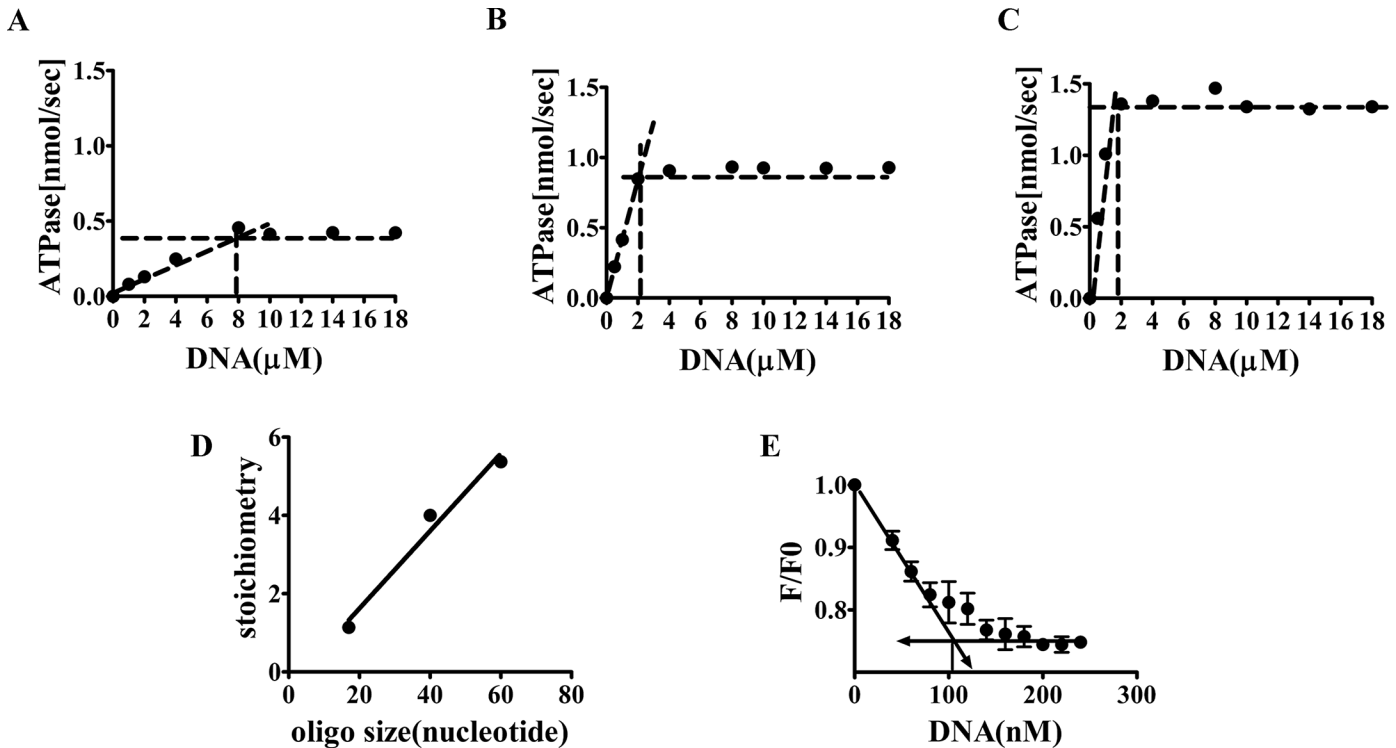 A
B
C
ATPase[nmol/sec]
1.5
1.0
0.5
0.0
0 2 4 6 8 10 12 14 16 18
DNA(μM)
ATPase[nmol/sec]
1.5
1.0
0.5
0.0
0 2 4 6 8 10 12 14 16 18
DNA(μM)
ATPase[nmol/sec]
1.5
1.0
0.5
0.0
0 2 4 6 8 10 12 14 16 18
DNA(μM)
D
stoichiometry
6
4
2
0
0 20 40 60 80
oligo size(nucleotide)
E
F/F0
1.0
0.9
0.8
0 100 200 300
DNA(nM)